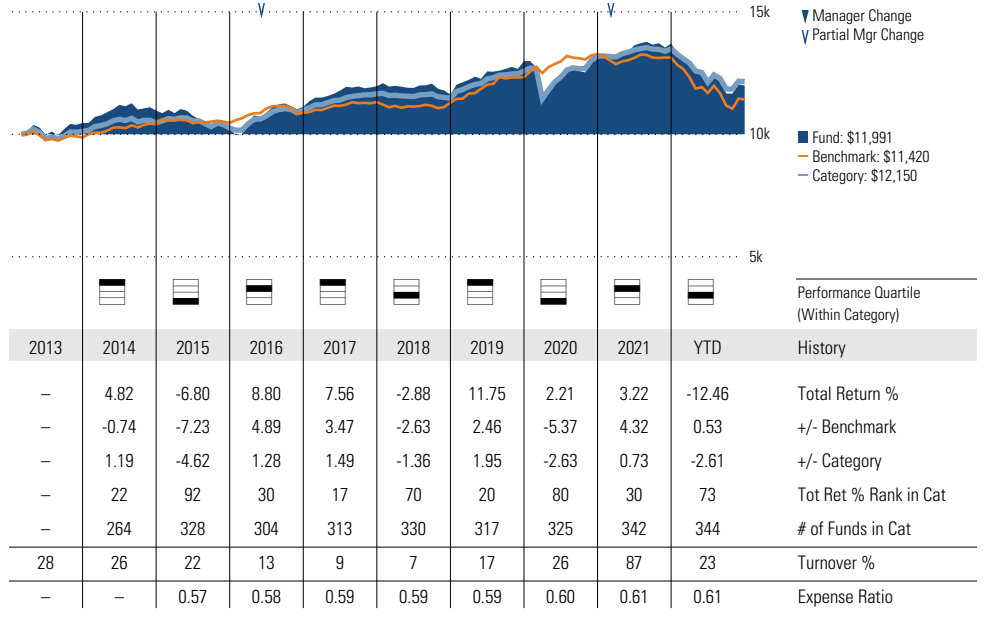 15k
▼ Manager Change
V Partial Mgr Change
10k
Fund: $11,991
Benchmark: $11,420
Category: $12,150
5k
Performance Quartile
(Within Category)
2013 2014 2015 2016 2017 2018 2019 2020 2021 YTD History
– 4.82 -6.80 8.80 7.56 -2.88 11.75 2.21 3.22 -12.46 Total Return %
– -0.74 -7.23 4.89 3.47 -2.63 2.46 -5.37 4.32 0.53 +/- Benchmark
– 1.19 -4.62 1.28 1.49 -1.36 1.95 -2.63 0.73 -2.61 +/- Category
– 22 92 30 17 70 20 80 30 73 Tot Ret % Rank in Cat
– 264 328 304 313 330 317 325 342 344 # of Funds in Cat
28 26 22 13 9 7 17 26 87 23 Turnover %
– – 0.57 0.58 0.59 0.59 0.59 0.60 0.61 0.61 Expense Ratio